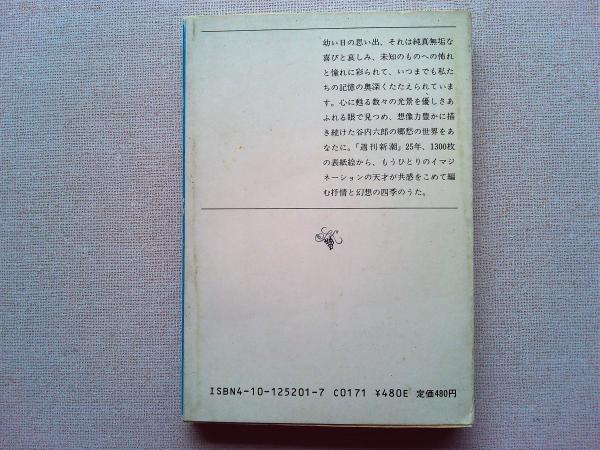 幼い日の思い出、それは純真無垢な
喜びと哀しみ、未知のものへの怖れ
と憧れに彩られて、いつまでも私た
ちの記憶の奥深くたたえられていま
す。心に甦る数々の光景を優しさあ
ふれる眼で見つめ、想像力豊かに描
き続けた谷内六郎の郷愁の世界をあ
なたに。「週刊新潮」25年、1300枚
の表紙絵から、もうひとりのイマジ
ネーションの天才が共感をこめて編
む抒情と幻想の四季のうた。
ISBN4-10-125201-7 C0171 ¥480E 定価480円